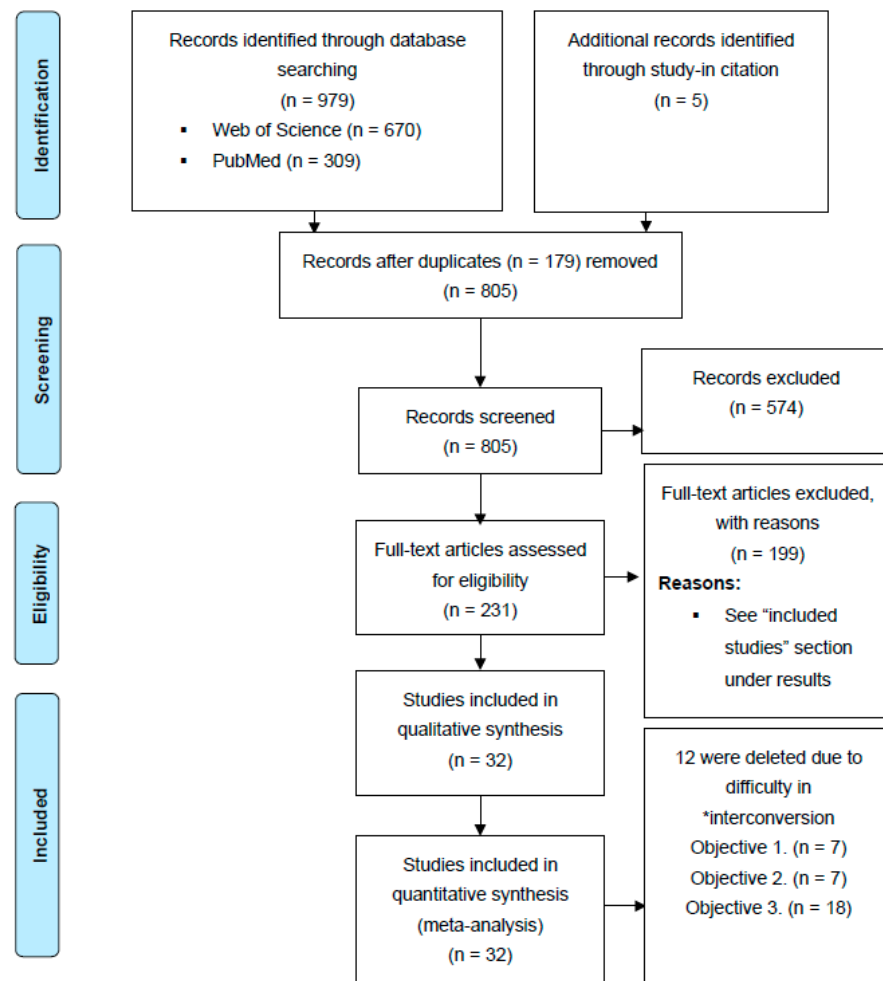 Identification
Records identified through database
searching
(n = 979)
▪ Web of Science (n = 670)
▪ PubMed (n = 309)
Additional records identified
through study-in citation
(n = 5)
Screening
Records after duplicates (n = 179) removed
(n = 805)
Records screened
(n = 805)
Records excluded
(n = 574)
Eligibility
Full-text articles assessed
for eligibility
(n = 231)
Full-text articles excluded,
with reasons
(n = 199)
Reasons:
▪ See “included
studies” section
under results
Included
Studies included in
qualitative synthesis
(n = 32)
Studies included in
quantitative synthesis
(meta-analysis)
(n = 32)
12 were deleted due to
difficulty in
*interconversion
Objective 1. (n = 7)
Objective 2. (n = 7)
Objective 3. (n = 18)